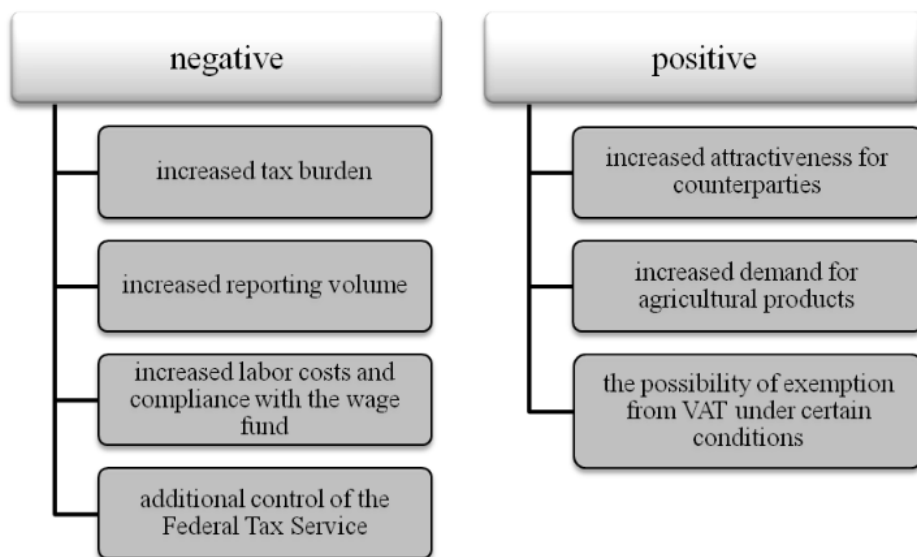 negative
increased tax burden
increased reporting volume
increased labor costs and
compliance with the wage
fund
additional control of the
Federal Tax Service
positive
increased attractiveness for
counterparties
increased demand for
agricultural products
the possibility of exemption
from VAT under certain
conditions